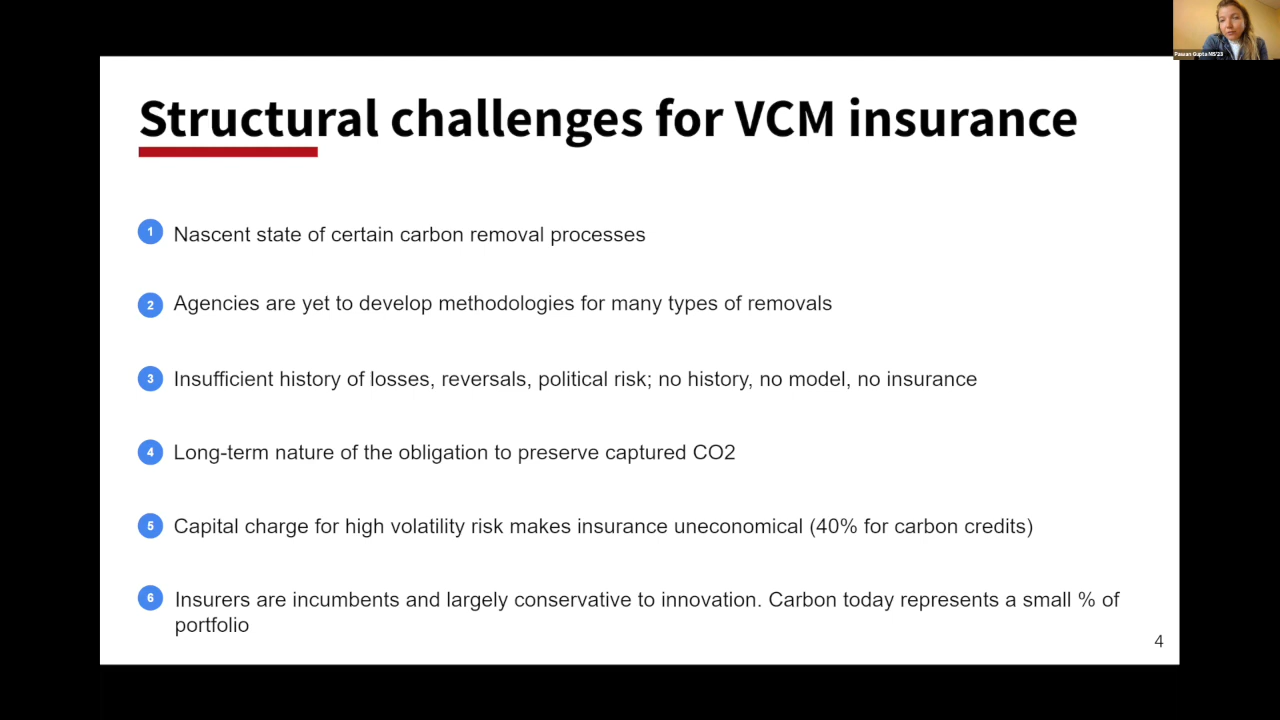 Pawan Gupta MS'23
Structural challenges for VCM insurance
1 Nascent state of certain carbon removal processes
2 Agencies are yet to develop methodologies for many types of removals
3 Insufficient history of losses, reversals, political risk; no history, no model, no insurance
4 Long-term nature of the obligation to preserve captured CO2
5 Capital charge for high volatility risk makes insurance uneconomical (40% for carbon credits)
6 Insurers are incumbents and largely conservative to innovation. Carbon today represents a small % of
portfolio
4